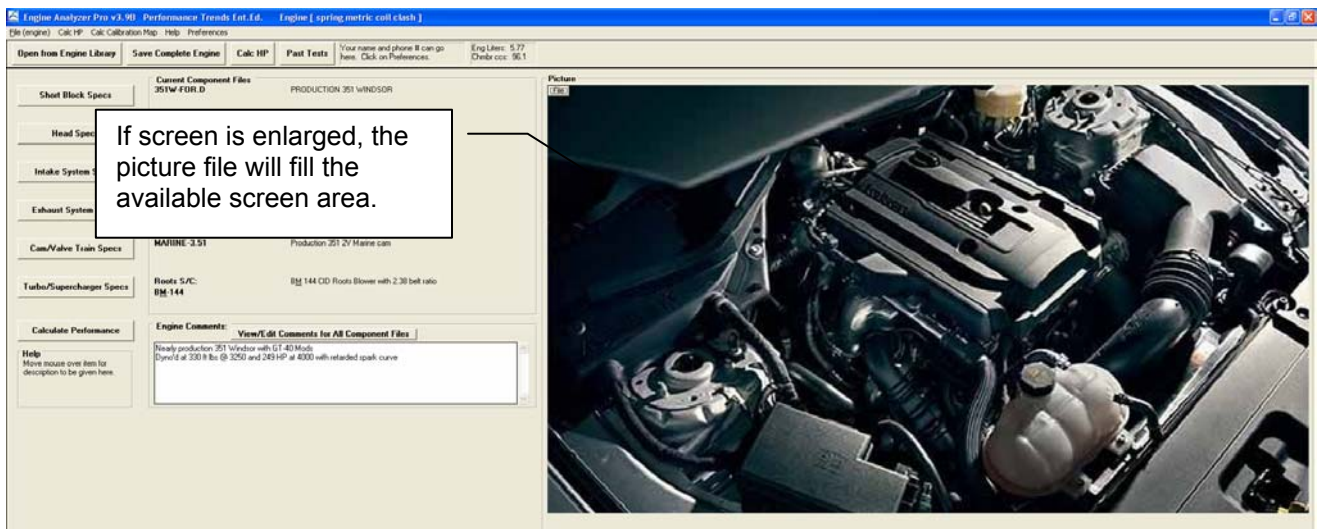 Engine Analyzer Pro v3.9B Performance Trends Ent.Ed. Engine [ spring metric coil clash ]
File (engine) Calc HP Calc Calibration Map Help Preferences
Open from Engine Library Save Complete Engine Calc HP Past Tests
Your name and phone # can go
here. Click on Preferences.
Eng Liters: 5.77
Chmbr ccs: 96.1
Current Component Files
Short Block Specs
351W-FOR.D PRODUCTION 351 WINDSOR
Head Spec
Intake System S
Exhaust System
If screen is enlarged, the
picture file will fill the
available screen area.
Cam/Valve Train Specs
MARINE-3.51 Production 351 2V Marine cam
Turbo/Supercharger Specs
Roots S/C: BM 144 CID Roots Blower with 2.38 belt ratio
BM-144
Calculate Performance
Engine Comments: View/Edit Comments for All Component Files
Nearly production 351 Windsor with GT-40 Mods
Dyno'd at 330 ft lbs @ 3250 and 249 HP at 4000 with retarded spark curve
Help
Move mouse over item for
description to be given here.
Picture
File